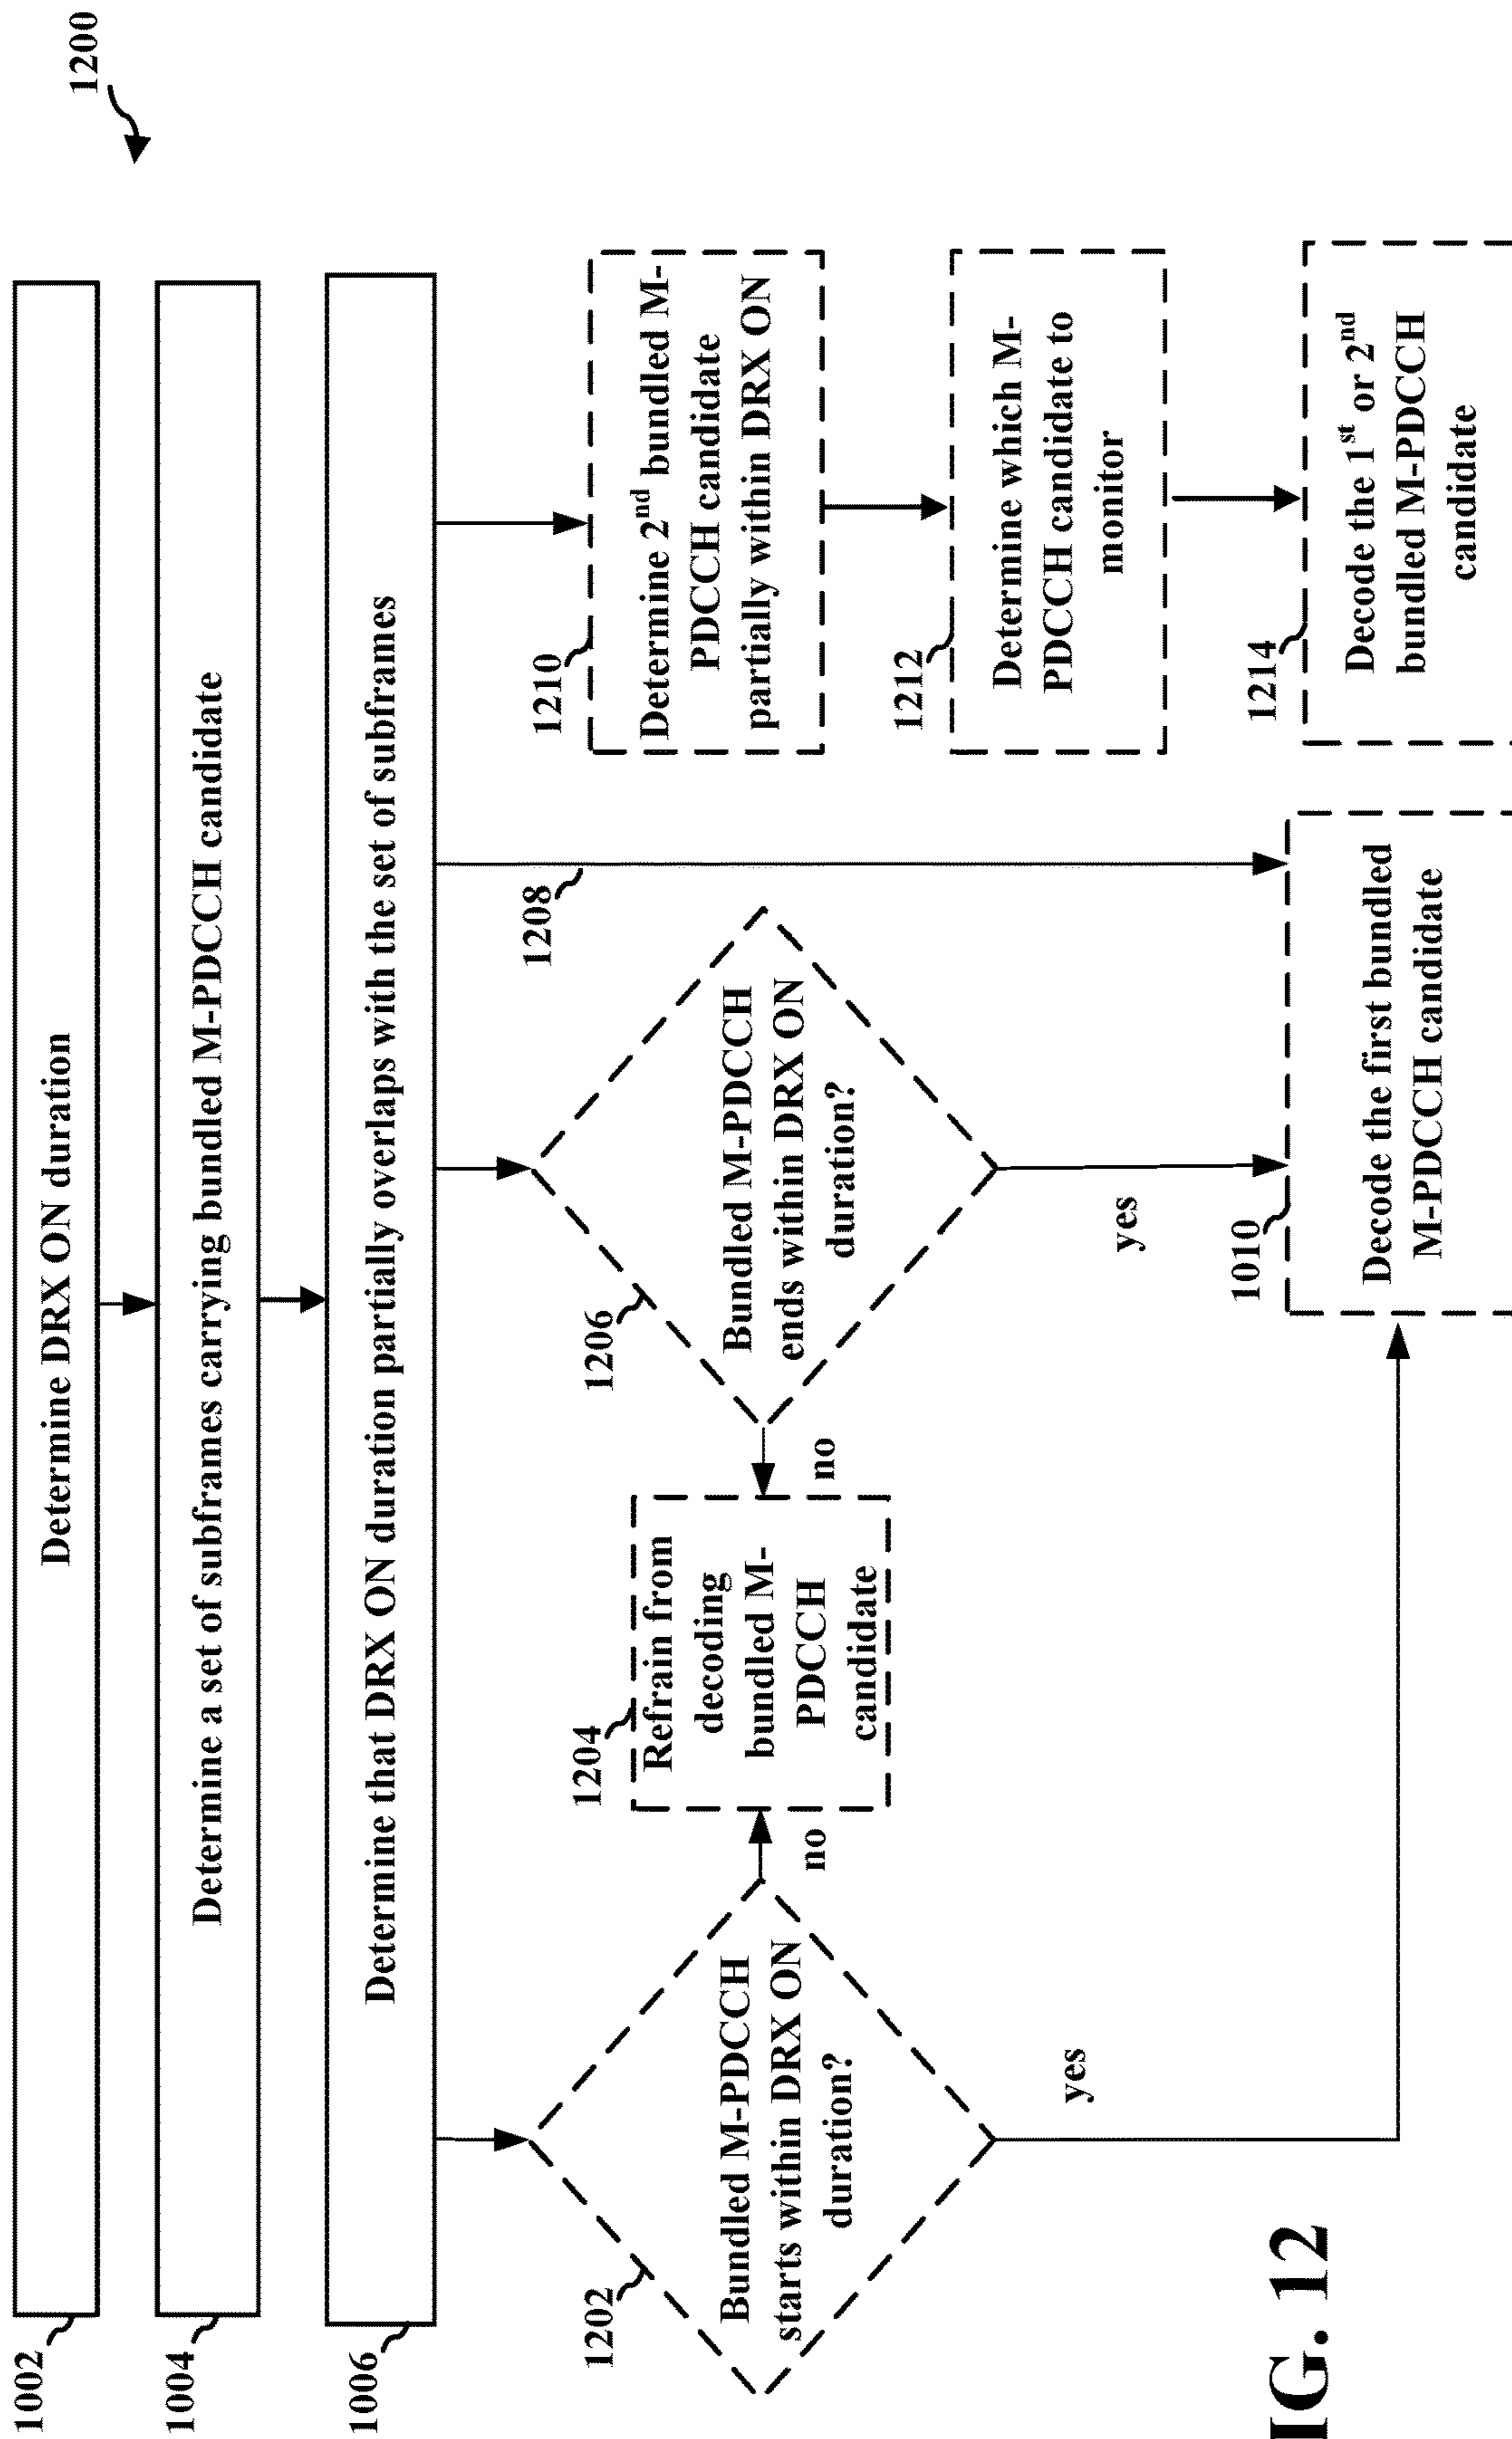 1200
1002
Determine DRX ON duration
1004
Determine a set of subframes carrying bundled M-PDCCH candidate
1006
Determine that DRX ON duration partially overlaps with the set of subframes
1202
Bundled M-PDCCH
starts within DRX ON
duration?
no
yes
1204
Refrain from
decoding
bundled M-
PDCCH
candidate
1206
Bundled M-PDCCH
ends within DRX ON
duration?
no
yes
1208
1210
Determine 2nd bundled M-
PDCCH candidate
partially within DRX ON
1212
Determine which M-
PDCCH candidate to
monitor
1010
Decode the first bundled
M-PDCCH candidate
1214
Decode the 1st or 2nd
bundled M-PDCCH
candidate
IG. 12